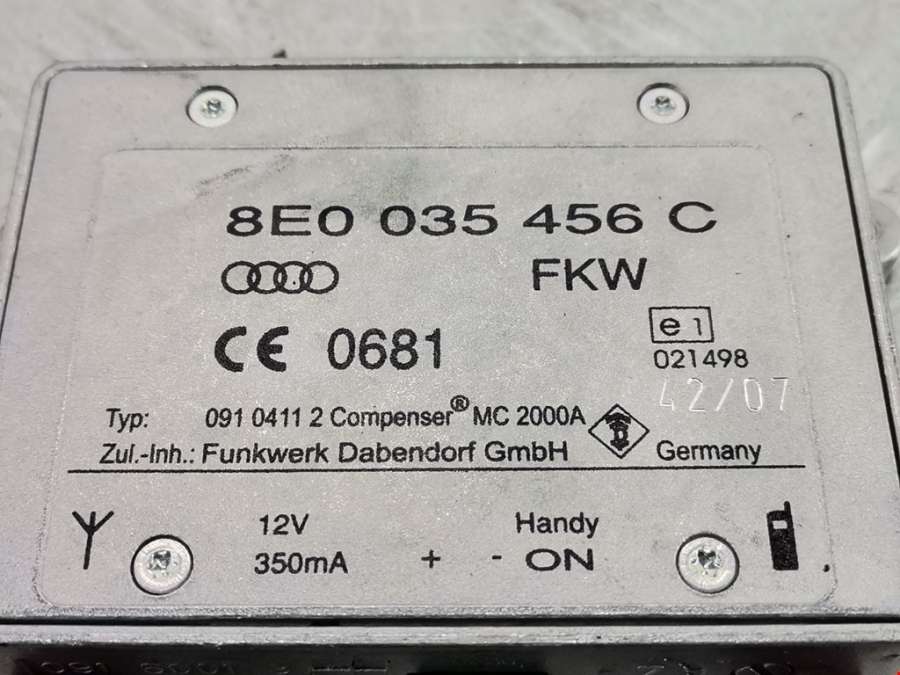 8E0 035 456 C
FKW
CE 0681
e 1
021498
42/07
Typ: 091 0411 2 Compenser® MC 2000A
Zul.-Inh.: Funkwerk Dabendorf GmbH Germany
12V Handy
350mA + - ON